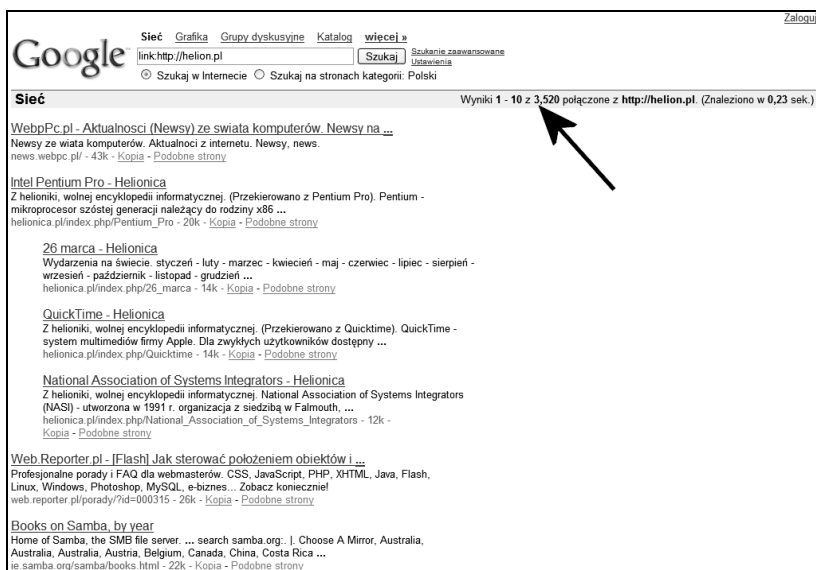 Zaloguj
Sieć Grafika Grupy dyskusyjne Katalog więcej »
Google
link:http://helion.pl Szukaj Szukanie zaawansowane
Ustawienia
Szukaj w Internecie Szukaj na stronach kategorii: Polski
Sieć Wyniki 1 - 10 z 3,520 połączone z http://helion.pl. (Znaleziono w 0,23 sek.)
WebpPc.pl - Aktualnosci (Newsy) ze swiata komputerów. Newsy na ...
Newsy ze wiata komputerów. Aktualnoci z internetu. Newsy, news.
news.webpc.pl/ - 43k - Kopia - Podobne strony
Intel Pentium Pro - Helionica
Z helioniki, wolnej encyklopedii informatycznej. (Przekierowano z Pentium Pro). Pentium -
mikroprocesor szóstej generacji należący do rodziny x86 ...
helionica.pl/index.php/Pentium_Pro - 20k - Kopia - Podobne strony
26 marca - Helionica
Wydarzenia na świecie. styczeń - luty - marzec - kwiecień - maj - czerwiec - lipiec - sierpień -
wrzesień - październik - listopad - grudzień ...
helionica.pl/index.php/26_marca - 14k - Kopia - Podobne strony
QuickTime - Helionica
Z helioniki, wolnej encyklopedii informatycznej. (Przekierowano z Quicktime). QuickTime -
system multimediów firmy Apple. Dla zwykłych użytkowników dostępny ...
helionica.pl/index.php/Quicktime - 14k - Kopia - Podobne strony
National Association of Systems Integrators - Helionica
Z helioniki, wolnej encyklopedii informatycznej. National Association of Systems Integrators
(NASI) - utworzona w 1991 r. organizacja z siedzibą w Falmouth, ...
helionica.pl/index.php/National_Association_of_Systems_Integrators - 12k -
Kopia - Podobne strony
Web.Reporter.pl - [Flash] Jak sterować położeniem obiektów i ...
Profesjonalne porady i FAQ dla webmasterów. CSS, JavaScript, PHP, XHTML, Java, Flash,
Linux, Windows, Photoshop, MySQL, e-biznes... Zobacz koniecznie!
web.reporter.pl/porady/?id=000315 - 26k - Kopia - Podobne strony
Books on Samba, by year
Home of Samba, the SMB file server. ... search samba.org:. |. Choose A Mirror, Australia,
Australia, Australia, Austria, Belgium, Canada, China, Costa Rica ...
ie.samba.org/samba/books.html - 22k - Kopia - Podobne strony